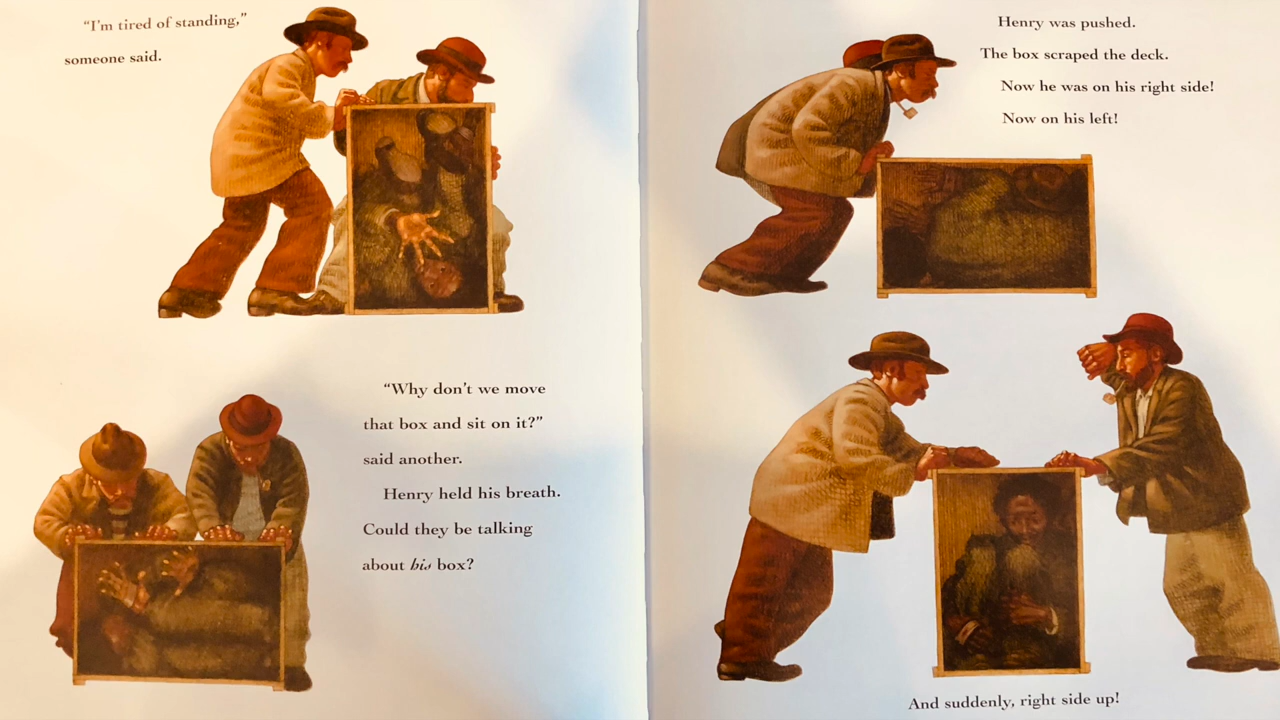 “I’m tired of standing,”
someone said.
“Why don’t we move
that box and sit on it?”
said another.
Henry held his breath.
Could they be talking
about his box?
Henry was pushed.
The box scraped the deck.
Now he was on his right side!
Now on his left!
And suddenly, right side up!